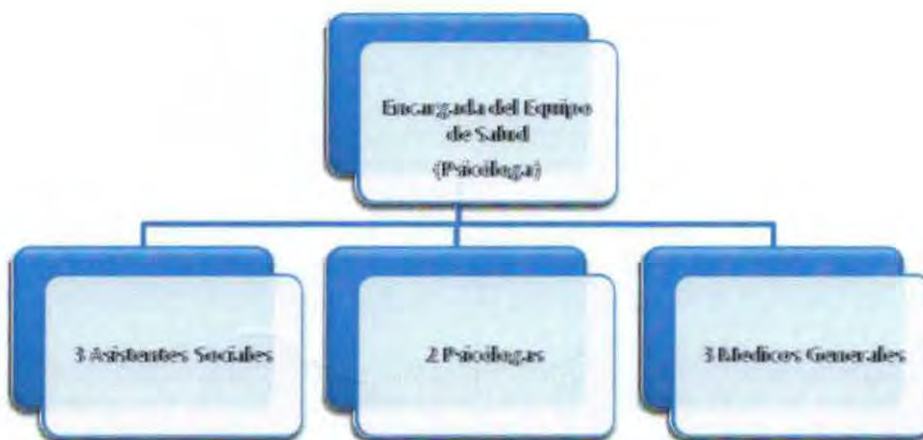 Encargada del Equipo
de Salud
(Psicóloga)
3 Asistentes Sociales
2 Psicólogas
3 Medicos Generales